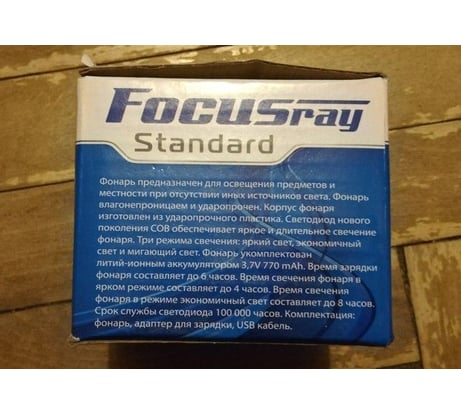 Focusray
Standard
Фонарь предназначен для освещения предметов и
местности при отсутствии иных источников света. Фонарь
влагонепроницаем и ударопрочен. Корпус фонаря
изготовлен из ударопрочного пластика. Светодиод нового
поколения COB обеспечивает яркое и длительное свечение
фонаря. Три режима свечения: яркий свет, экономичный
свет и мигающий свет. Фонарь укомплектован
литий-ионным аккумулятором 3,7V 770 mAh. Время зарядки
фонаря составляет до 6 часов. Время свечения фонаря в
ярком режиме составляет до 4 часов. Время свечения
фонаря в режиме экономичный свет составляет до 8 часов.
Срок службы светодиода 100 000 часов. Комплектация:
фонарь, адаптер для зарядки, USB кабель.